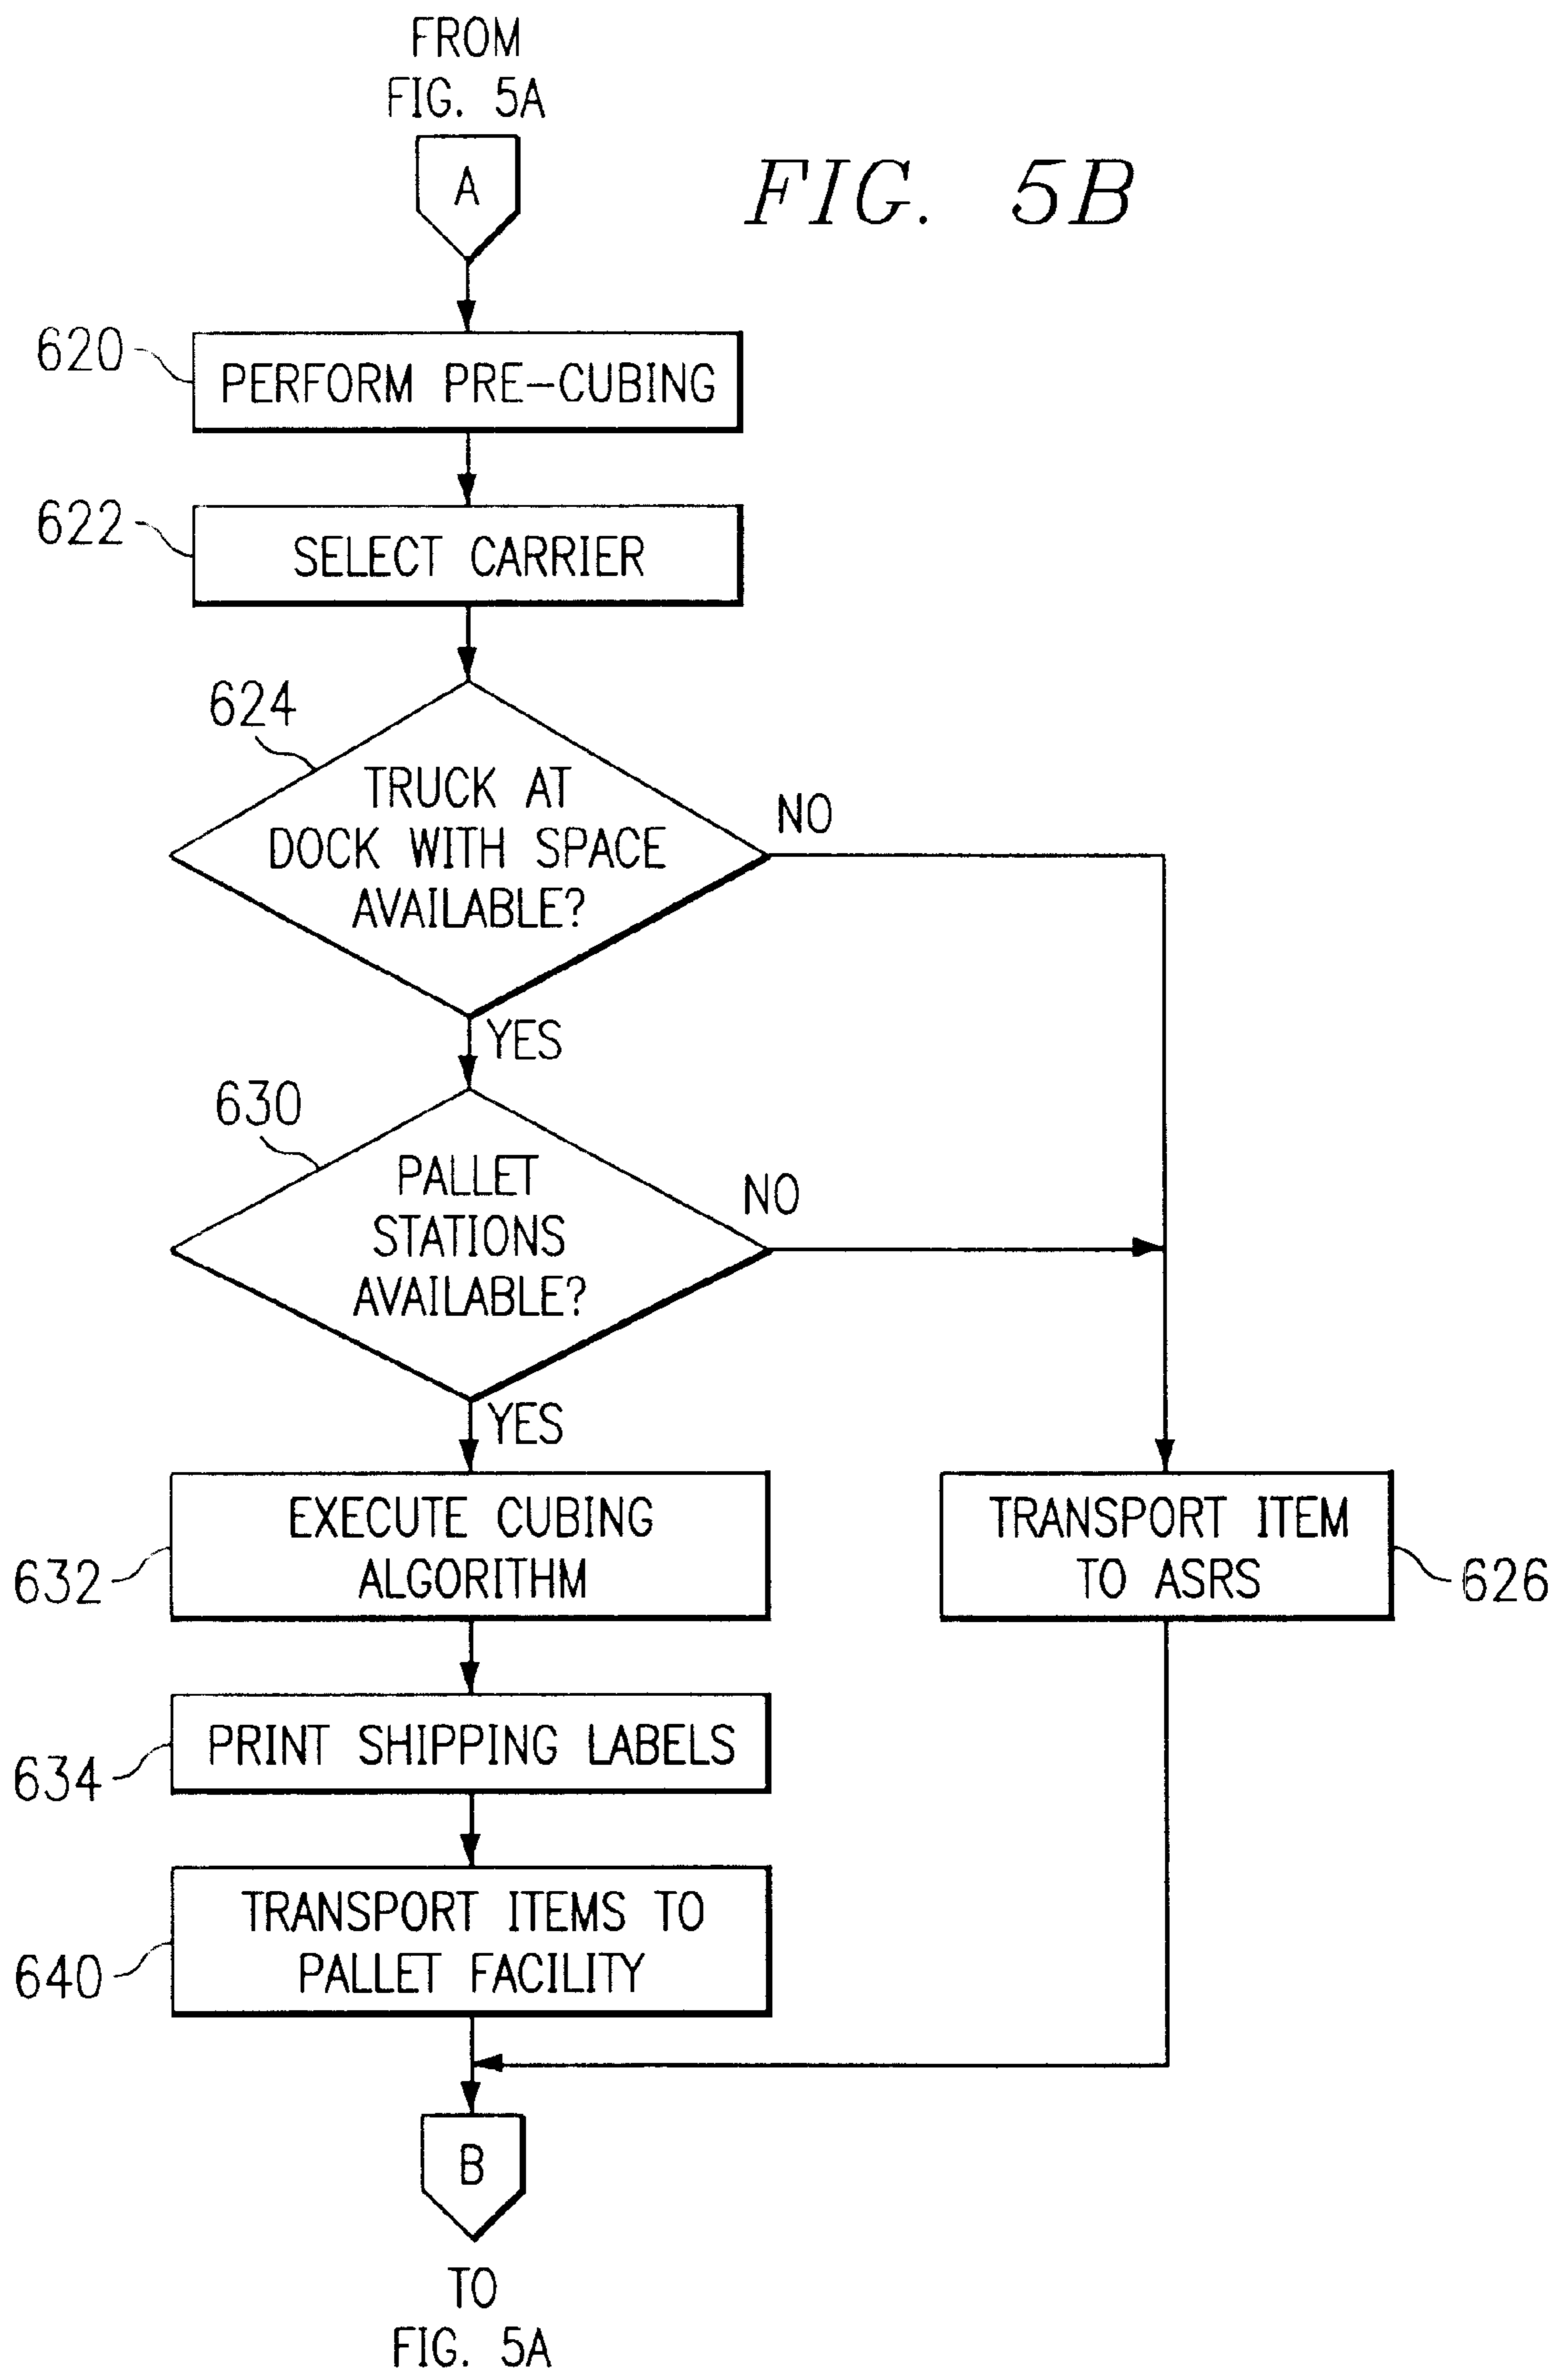 FROM
FIG. 5A
A
FIG. 5B
620
PERFORM PRE-CUBING
622
SELECT CARRIER
624
TRUCK AT
DOCK WITH SPACE
AVAILABLE?
NO
YES
630
PALLET
STATIONS
AVAILABLE?
NO
YES
632
EXECUTE CUBING
ALGORITHM
TRANSPORT ITEM
TO ASRS
626
634
PRINT SHIPPING LABELS
640
TRANSPORT ITEMS TO
PALLET FACILITY
B
TO
FIG. 5A